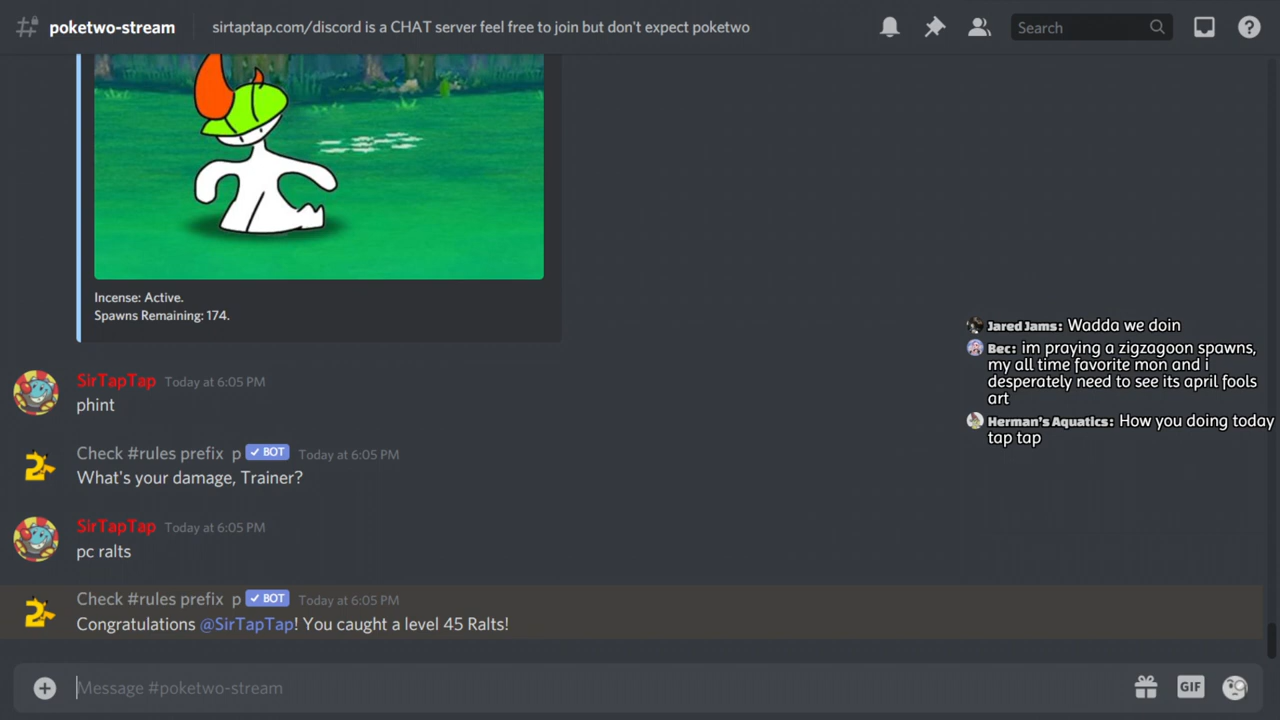 poketwo-stream
sirtaptap.com/discord is a CHAT server feel free to join but don't expect poketwo
Search
Incense: Active.
Spawns Remaining: 174.
SirTapTap Today at 6:05 PM
phint
Check #rules prefix p BOT Today at 6:05 PM
What's your damage, Trainer?
SirTapTap Today at 6:05 PM
pc ralts
Check #rules prefix p BOT Today at 6:05 PM
Congratulations @SirTapTap! You caught a level 45 Ralts!
Message #poketwo-stream
GIF
Jared Jams: Wadda we doin
Bec: im praying a zigzagoon spawns,
my all time favorite mon and i
desperately need to see its april fools
art
Herman's Aquatics: How you doing today
tap tap